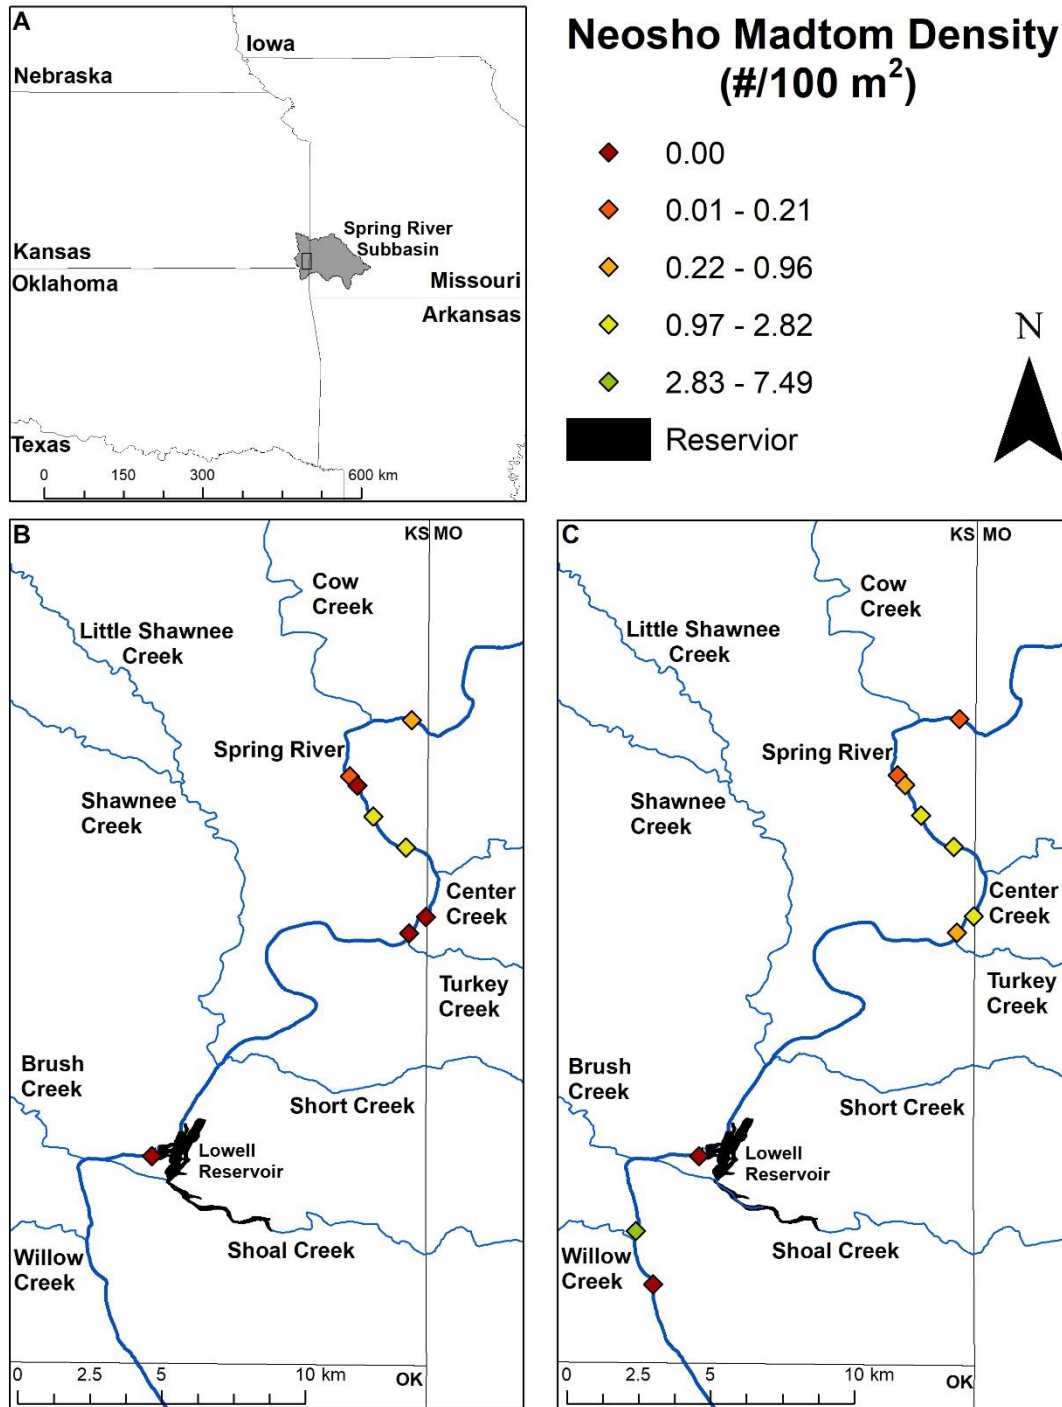 A
Iowa
Nebraska
Spring River
Subbasin
Kansas
Oklahoma
Missouri
Arkansas
Texas
0 150 300 600 km
Neosho Madtom Density
(#/100 m²)
0.00
0.01 - 0.21
0.22 - 0.96
0.97 - 2.82
2.83 - 7.49
Reservior
N
B
KS MO
Cow
Creek
Little Shawnee
Creek
Spring River
Shawnee
Creek
Center
Creek
Turkey
Creek
Brush
Creek
Short Creek
Lowell
Reservoir
Willow
Creek
Shoal Creek
0 2.5 5 10 km
OK
C
KS MO
Cow
Creek
Little Shawnee
Creek
Spring River
Shawnee
Creek
Center
Creek
Turkey
Creek
Brush
Creek
Short Creek
Lowell
Reservoir
Willow
Creek
Shoal Creek
0 2.5 5 10 km
OK